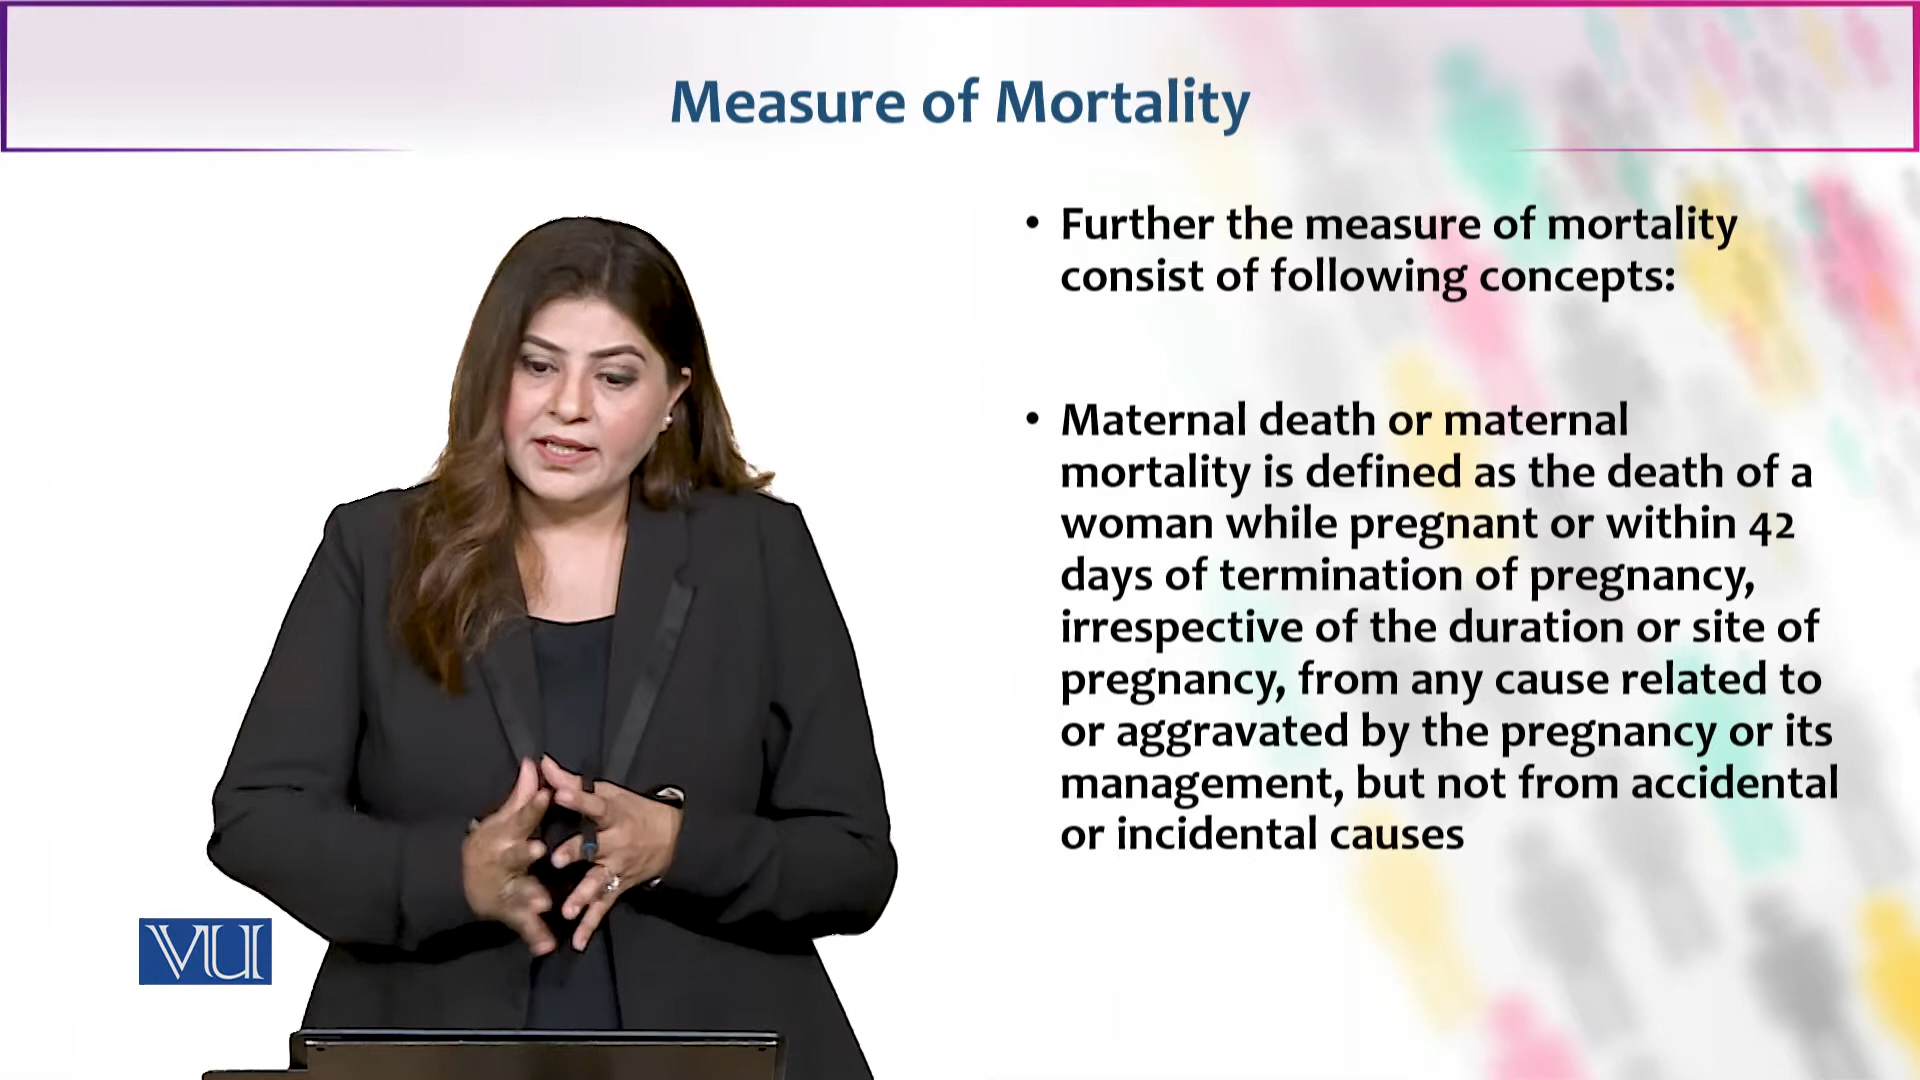 Measure of Mortality
• Further the measure of mortality
consist of following concepts:
• Maternal death or maternal
mortality is defined as the death of a
woman while pregnant or within 42
days of termination of pregnancy,
irrespective of the duration or site of
pregnancy, from any cause related to
or aggravated by the pregnancy or its
management, but not from accidental
or incidental causes
VU